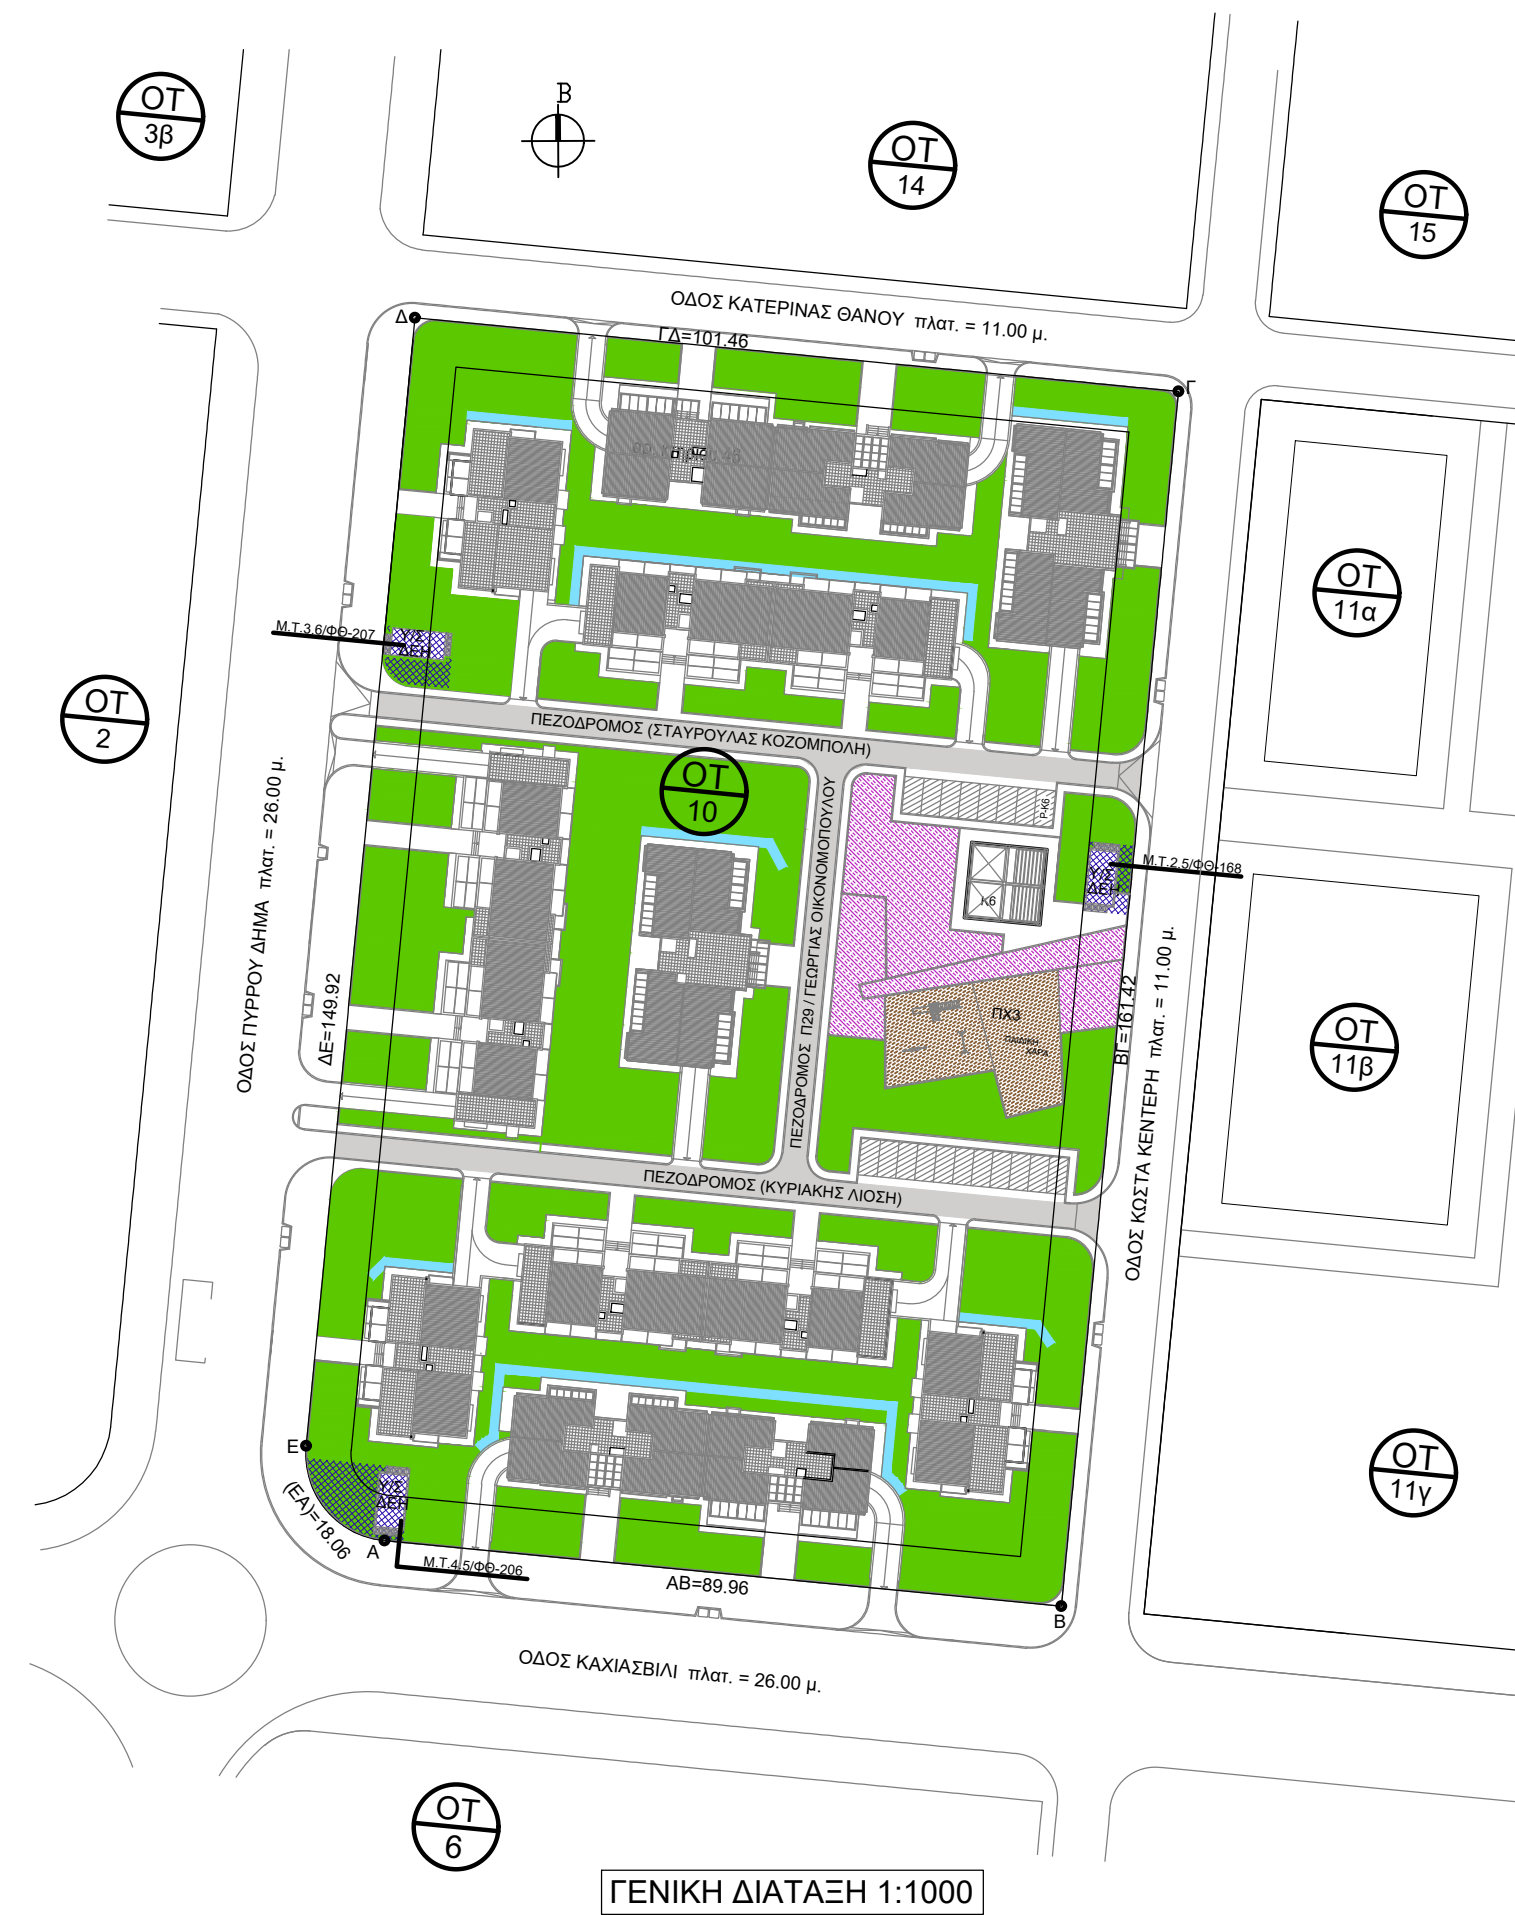 ΟΤ
3β
Β
ΟΤ
14
ΟΤ
15
ΟΔΟΣ ΚΑΤΕΡΙΝΑΣ ΘΑΝΟΥ πλατ. = 11.00 μ.
Δ
ΓΔ=101.46
Γ
ΟΤ
11α
Μ.Τ.3,6/ΦΘ-207
Υ/Σ
ΔΕΗ
ΟΤ
2
ΠΕΖΟΔΡΟΜΟΣ (ΣΤΑΥΡΟΥΛΑΣ ΚΟΖΟΜΠΟΛΗ)
ΟΤ
10
Ρ-Κ6
Μ.Τ.2,5/ΦΘ-168
Υ/Σ
ΔΕΗ
Κ6
ΟΔΟΣ ΠΥΡΡΟΥ ΔΗΜΑ πλατ. = 26.00 μ.
ΔΕ=149.92
ΠΕΖΟΔΡΟΜΟΣ Π29 / ΓΕΩΡΓΙΑΣ ΟΙΚΟΝΟΜΟΠΟΥΛΟΥ
ΠΧ3
ΠΑΙΔΙΚΗ
ΧΑΡΑ
ΒΓ=161.42
ΟΔΟΣ ΚΩΣΤΑ ΚΕΝΤΕΡΗ πλατ. = 11.00 μ.
ΟΤ
11β
ΠΕΖΟΔΡΟΜΟΣ (ΚΥΡΙΑΚΗΣ ΛΙΟΣΗ)
Ε
Υ/Σ
ΔΕΗ
(ΕΑ)=18.06
Α
Μ.Τ.4,5/ΦΘ-206
ΑΒ=89.96
Β
ΟΤ
11γ
ΟΔΟΣ ΚΑΧΙΑΣΒΙΛΙ πλατ. = 26.00 μ.
ΟΤ
6
ΓΕΝΙΚΗ ΔΙΑΤΑΞΗ 1:1000